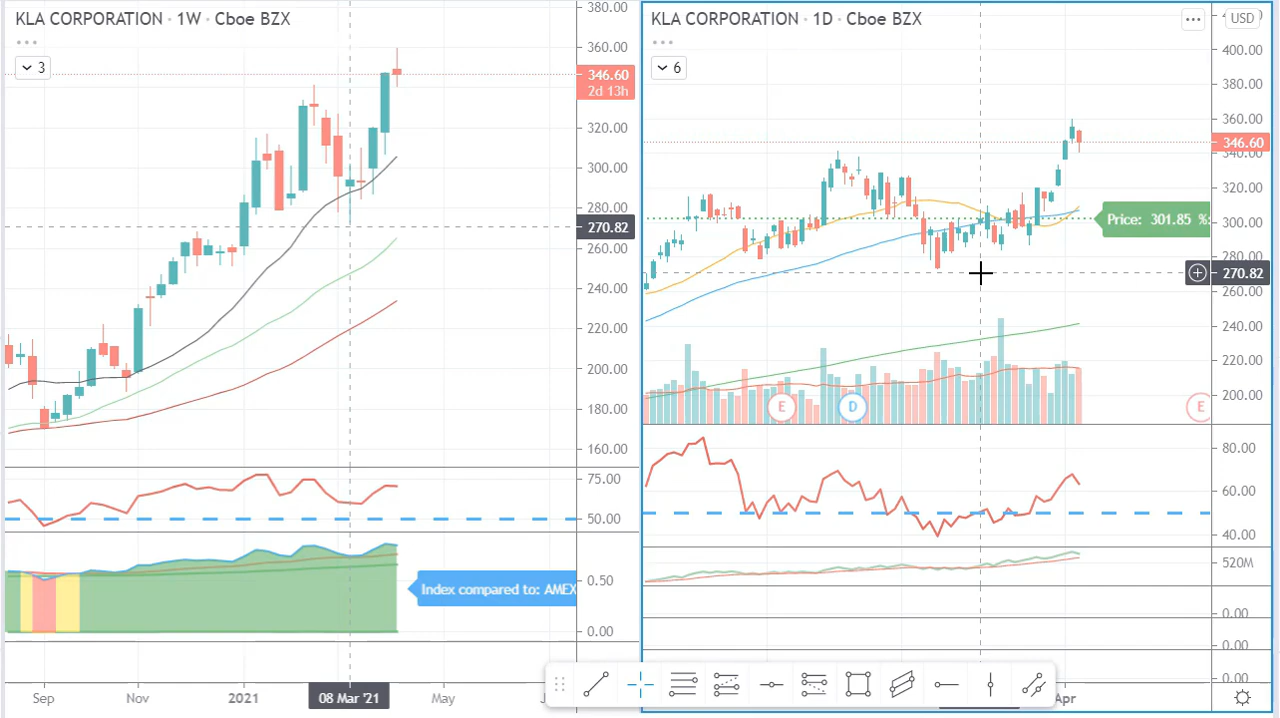 KLA CORPORATION · 1W · Cboe BZX
3
380.00
360.00
346.60
2d 13h
320.00
300.00
280.00
270.82
260.00
240.00
220.00
200.00
180.00
160.00
75.00
50.00
Index compared to: AMEX
0.50
0.00
Sep
Nov
2021
08 Mar '21
May
KLA CORPORATION · 1D · Cboe BZX
6
USD
400.00
380.00
360.00
346.60
340.00
320.00
Price: 301.85 %:
300.00
270.82
260.00
240.00
220.00
200.00
E
D
E
80.00
60.00
40.00
520M
0.00
0.00
0.00
Apr